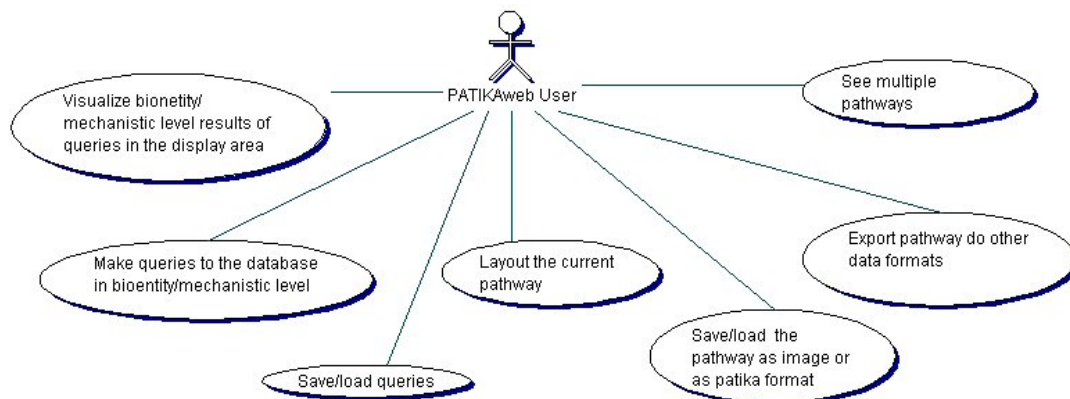 PATIKAweb User
Visualize bionetity/
mechanistic level results of
queries in the display area
See multiple
pathways
Make queries to the database
in bioentity/mechanistic level
Layout the current
pathway
Export pathway do other
data formats
Save/load queries
Save/load the
pathway as image or
as patika format